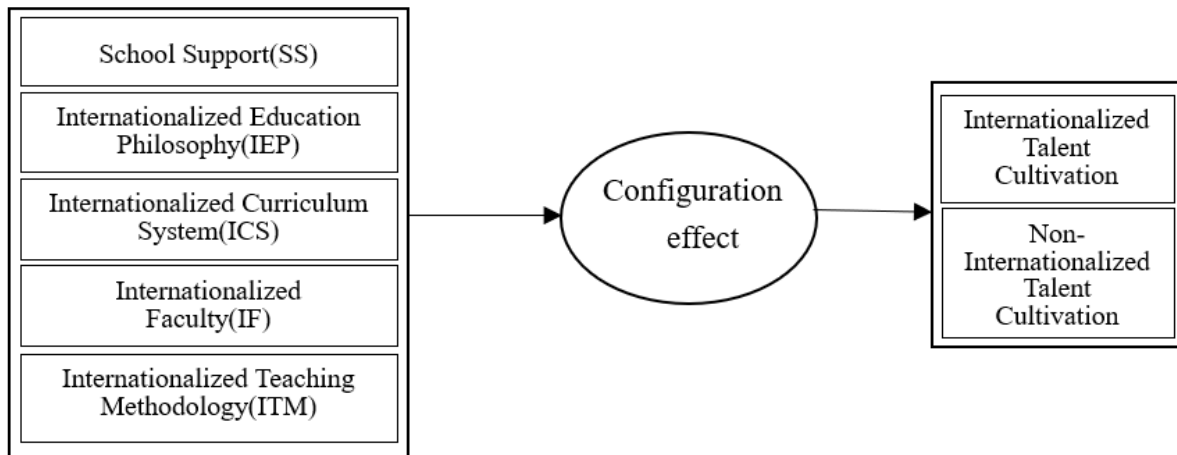 School Support(SS)
Internationalized Education
Philosophy(IEP)
Internationalized Curriculum
System(ICS)
Internationalized
Faculty(IF)
Internationalized Teaching
Methodology(ITM)
Configuration
effect
Internationalized
Talent
Cultivation
Non-
Internationalized
Talent
Cultivation